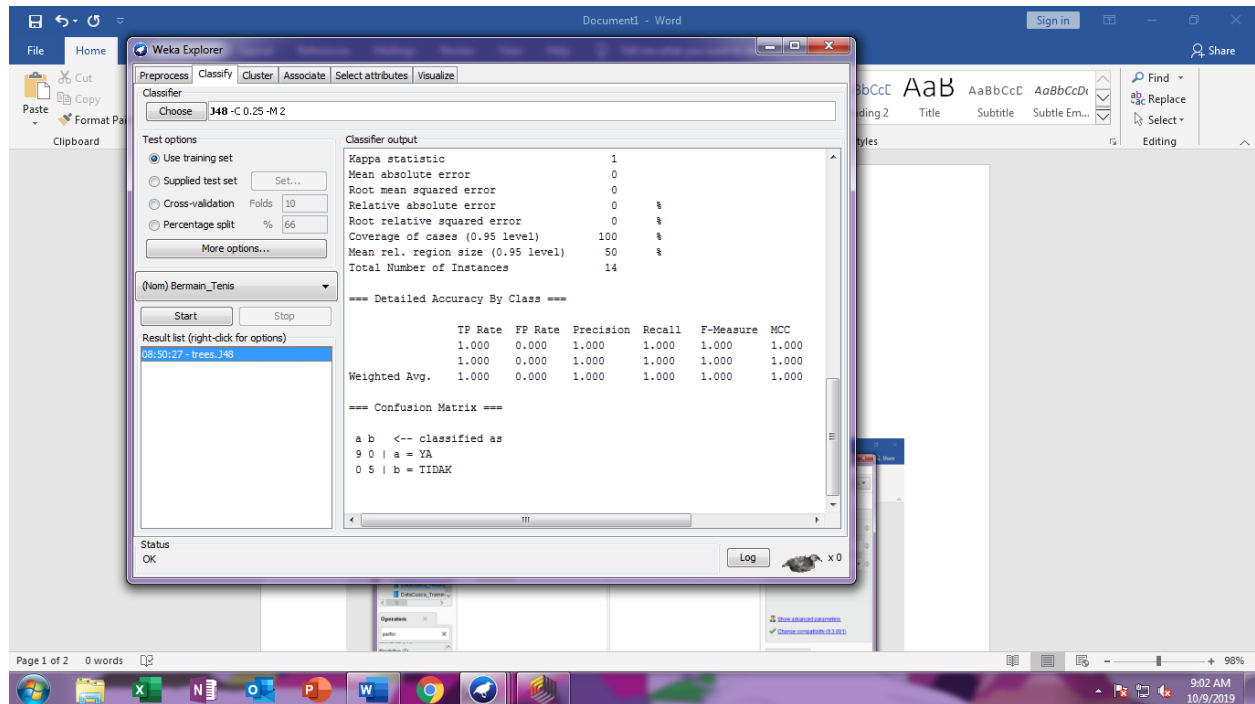 Document1 - Word
Sign in
File
Home
Share
Cut
Copy
Format Pai
Paste
Clipboard
BbCcD AaB AaBbCcD AaBbCcDc
ding 2 Title Subtitle Subtle Em...
tyles
Find
Replace
Select
Editing
Weka Explorer
Preprocess Classify Cluster Associate Select attributes Visualize
Classifier
Choose J48 -C 0.25 -M 2
Test options
Use training set
Supplied test set Set...
Cross-validation Folds 10
Percentage split % 66
More options...
(Nom) Bermain_Tenis
Start Stop
Result list (right-click for options)
08:50:27 - trees.J48
Classifier output
Kappa statistic 1
Mean absolute error 0
Root mean squared error 0
Relative absolute error 0 %
Root relative squared error 0 %
Coverage of cases (0.95 level) 100 %
Mean rel. region size (0.95 level) 50 %
Total Number of Instances 14
=== Detailed Accuracy By Class ===
TP Rate FP Rate Precision Recall F-Measure MCC
1.000 0.000 1.000 1.000 1.000 1.000
1.000 0.000 1.000 1.000 1.000 1.000
Weighted Avg. 1.000 0.000 1.000 1.000 1.000 1.000
=== Confusion Matrix ===
a b <-- classified as
9 0 | a = YA
0 5 | b = TIDAK
Status
OK
Log
x 0
Operators
Show advanced parameters
Change compatibility (8.3.001)
Page 1 of 2 0 words
98%
9:02 AM
10/9/2019